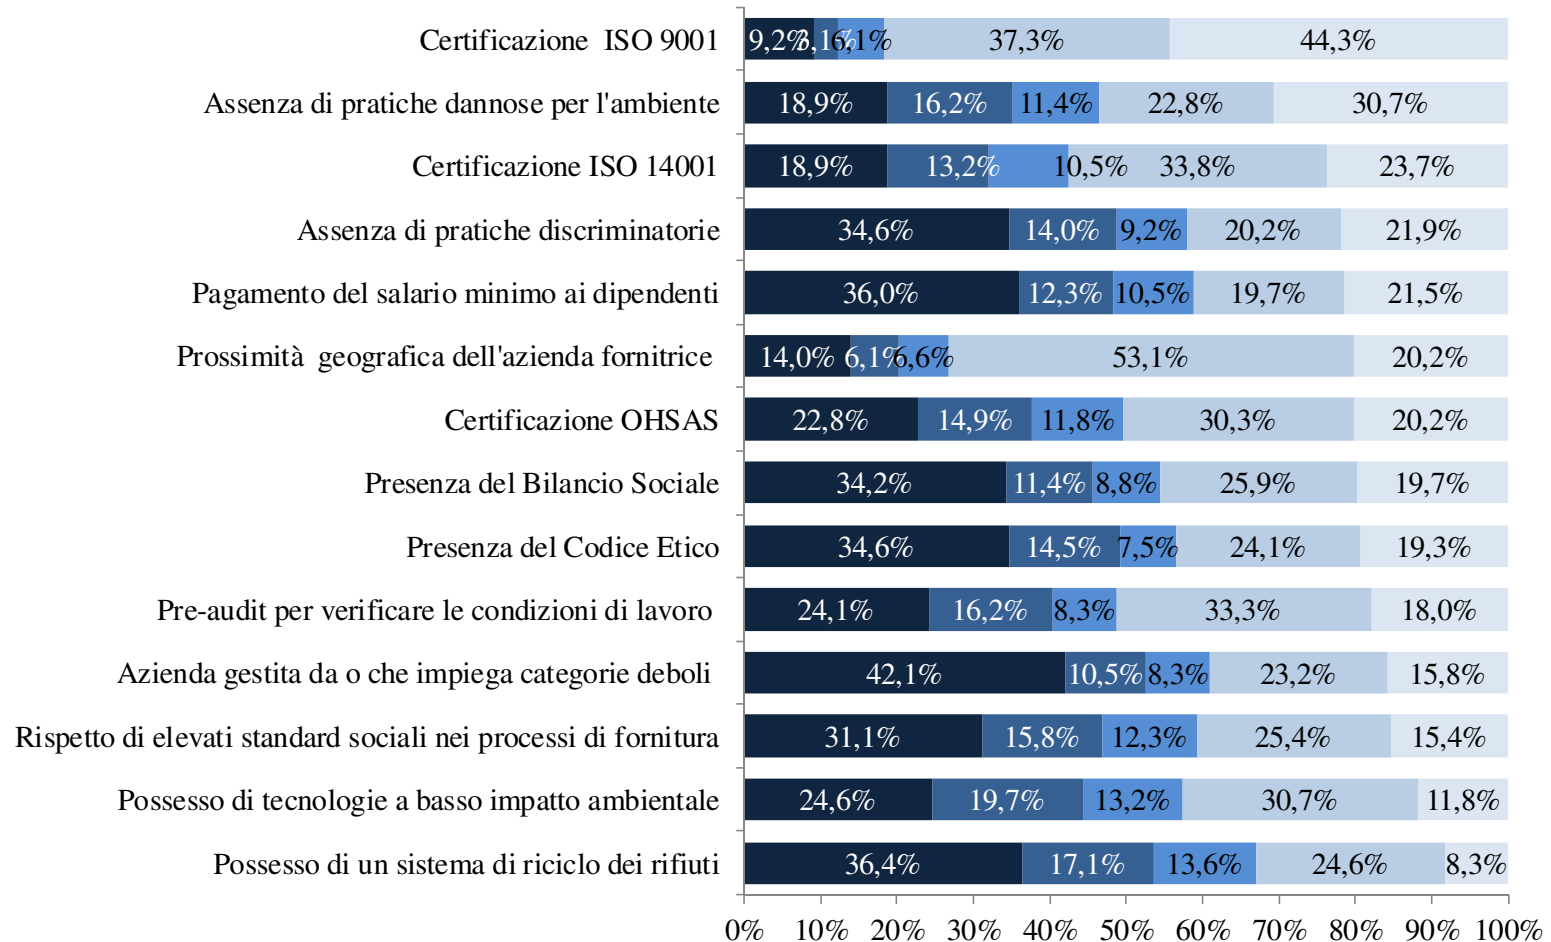 Certificazione ISO 9001 9,2% 3,1% 6,1% 37,3% 44,3%
Assenza di pratiche dannose per l'ambiente 18,9% 16,2% 11,4% 22,8% 30,7%
Certificazione ISO 14001 18,9% 13,2% 10,5% 33,8% 23,7%
Assenza di pratiche discriminatorie 34,6% 14,0% 9,2% 20,2% 21,9%
Pagamento del salario minimo ai dipendenti 36,0% 12,3% 10,5% 19,7% 21,5%
Prossimità geografica dell'azienda fornitrice 14,0% 6,1% 6,6% 53,1% 20,2%
Certificazione OHSAS 22,8% 14,9% 11,8% 30,3% 20,2%
Presenza del Bilancio Sociale 34,2% 11,4% 8,8% 25,9% 19,7%
Presenza del Codice Etico 34,6% 14,5% 7,5% 24,1% 19,3%
Pre-audit per verificare le condizioni di lavoro 24,1% 16,2% 8,3% 33,3% 18,0%
Azienda gestita da o che impiega categorie deboli 42,1% 10,5% 8,3% 23,2% 15,8%
Rispetto di elevati standard sociali nei processi di fornitura 31,1% 15,8% 12,3% 25,4% 15,4%
Possesso di tecnologie a basso impatto ambientale 24,6% 19,7% 13,2% 30,7% 11,8%
Possesso di un sistema di riciclo dei rifiuti 36,4% 17,1% 13,6% 24,6% 8,3%
0% 10% 20% 30% 40% 50% 60% 70% 80% 90% 100%